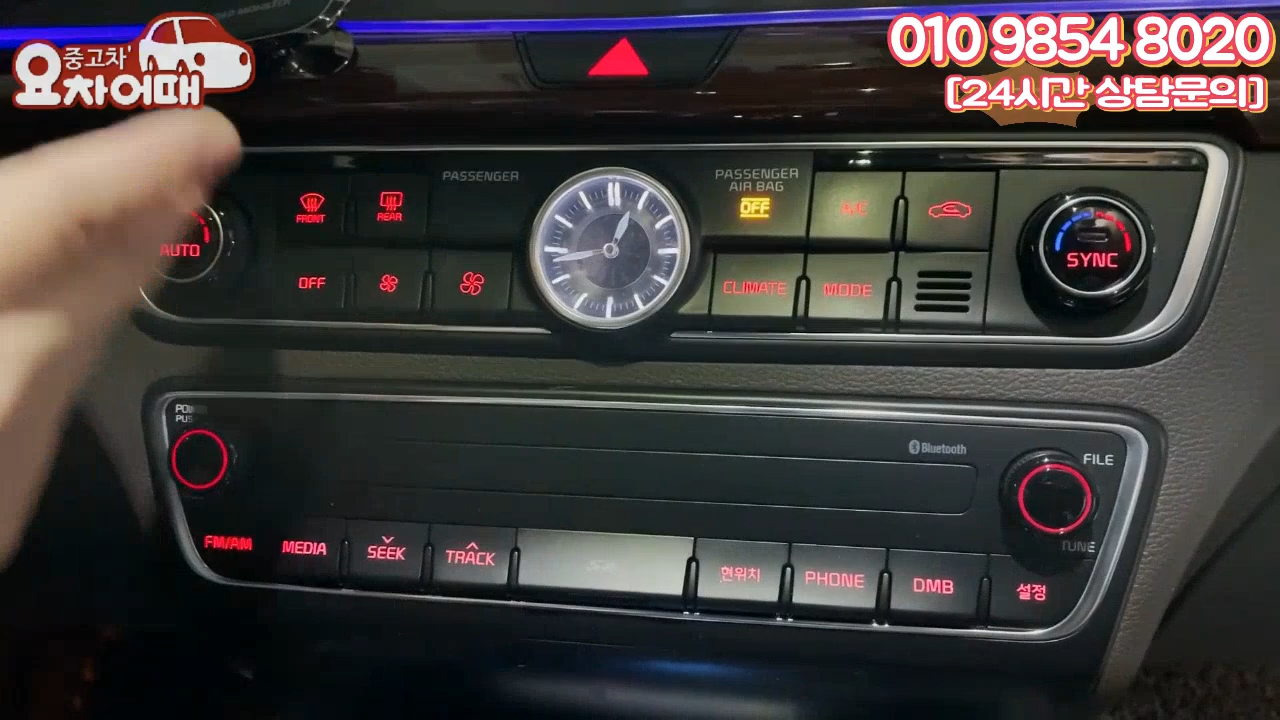 중고차
요차어때
010 9854 8020
[24시간 상담문의]
PASSENGER
PASSENGER
AIR BAG
OFF
FRONT
REAR
A/C
AUTO
SYNC
OFF
CLIMATE
MODE
Bluetooth
FILE
TUNE
FM/AM
MEDIA
SEEK
TRACK
현위치
PHONE
DMB
설정